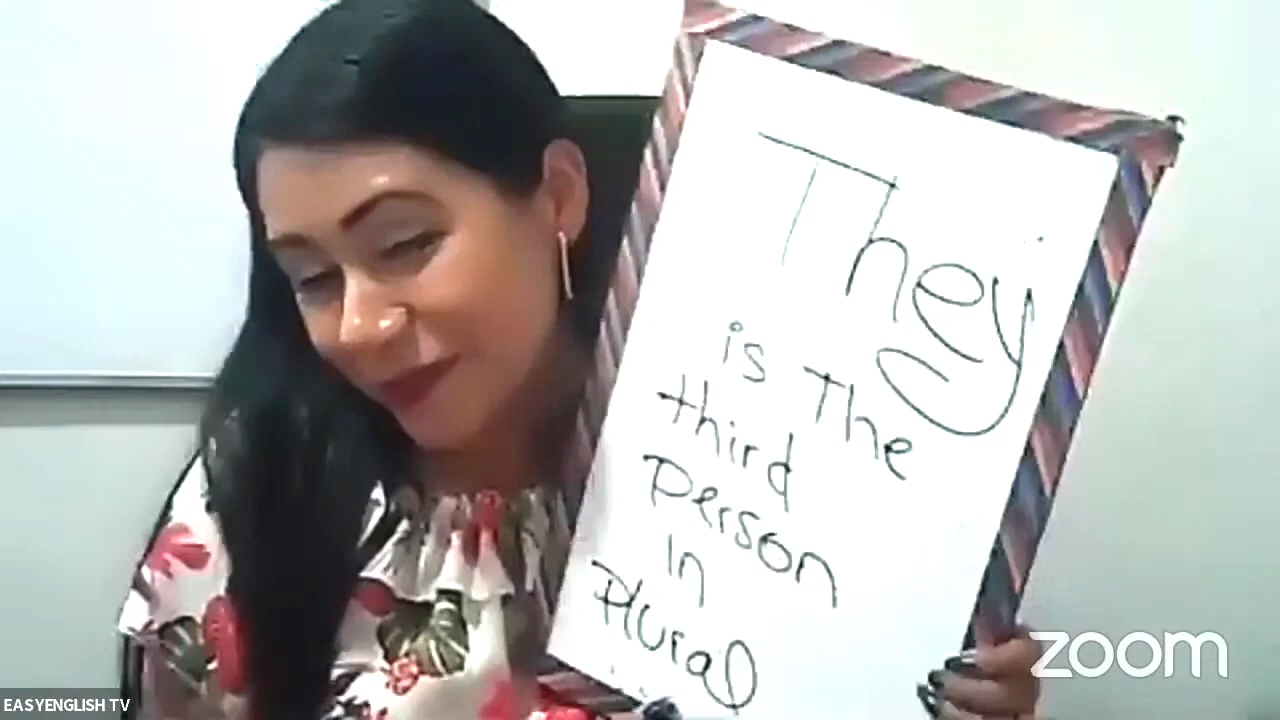 They
is The
third
Person
In
Plural
zoom
EASYENGLISH TV